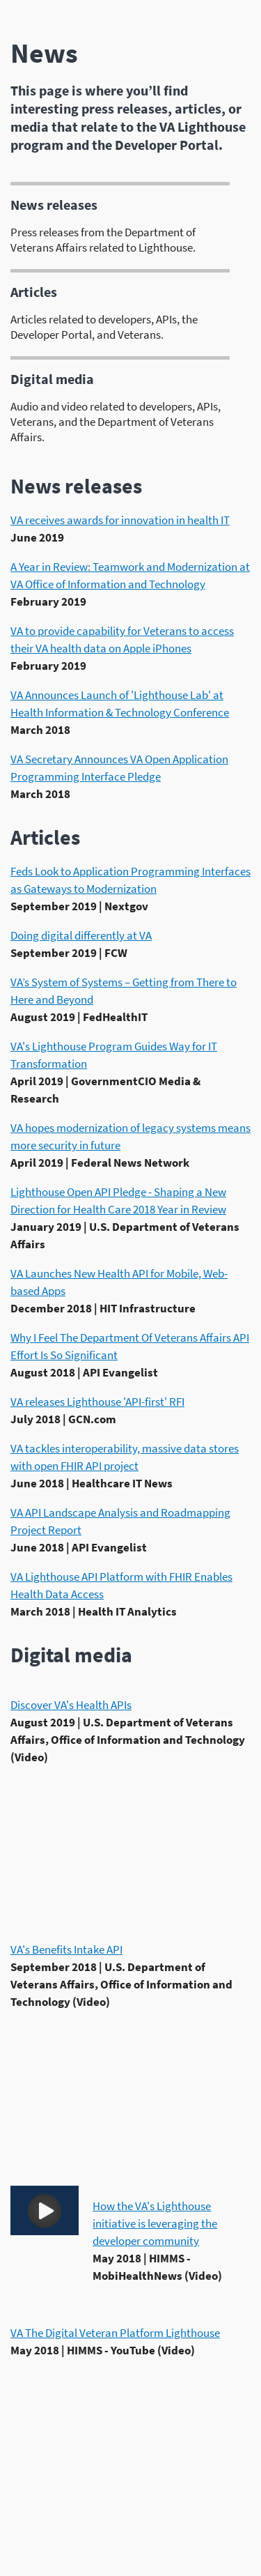 News
This page is where you’ll find
interesting press releases, articles, or
media that relate to the VA Lighthouse
program and the Developer Portal.
News releases
Press releases from the Department of
Veterans Affairs related to Lighthouse.
Articles
Articles related to developers, APIs, the
Developer Portal, and Veterans.
Digital media
Audio and video related to developers, APIs,
Veterans, and the Department of Veterans
Affairs.
News releases
VA receives awards for innovation in health IT
June 2019
A Year in Review: Teamwork and Modernization at
VA Office of Information and Technology
February 2019
VA to provide capability for Veterans to access
their VA health data on Apple iPhones
February 2019
VA Announces Launch of 'Lighthouse Lab' at
Health Information & Technology Conference
March 2018
VA Secretary Announces VA Open Application
Programming Interface Pledge
March 2018
Articles
Feds Look to Application Programming Interfaces
as Gateways to Modernization
September 2019 | Nextgov
Doing digital differently at VA
September 2019 | FCW
VA’s System of Systems – Getting from There to
Here and Beyond
August 2019 | FedHealthIT
VA's Lighthouse Program Guides Way for IT
Transformation
April 2019 | GovernmentCIO Media &
Research
VA hopes modernization of legacy systems means
more security in future
April 2019 | Federal News Network
Lighthouse Open API Pledge - Shaping a New
Direction for Health Care 2018 Year in Review
January 2019 | U.S. Department of Veterans
Affairs
VA Launches New Health API for Mobile, Web-
based Apps
December 2018 | HIT Infrastructure
Why I Feel The Department Of Veterans Affairs API
Effort Is So Significant
August 2018 | API Evangelist
VA releases Lighthouse 'API-first' RFI
July 2018 | GCN.com
VA tackles interoperability, massive data stores
with open FHIR API project
June 2018 | Healthcare IT News
VA API Landscape Analysis and Roadmapping
Project Report
June 2018 | API Evangelist
VA Lighthouse API Platform with FHIR Enables
Health Data Access
March 2018 | Health IT Analytics
Digital media
Discover VA's Health APIs
August 2019 | U.S. Department of Veterans
Affairs, Office of Information and Technology
(Video)
VA's Benefits Intake API
September 2018 | U.S. Department of
Veterans Affairs, Office of Information and
Technology (Video)
How the VA's Lighthouse
initiative is leveraging the
developer community
May 2018 | HIMMS -
MobiHealthNews (Video)
VA The Digital Veteran Platform Lighthouse
May 2018 | HIMMS - YouTube (Video)